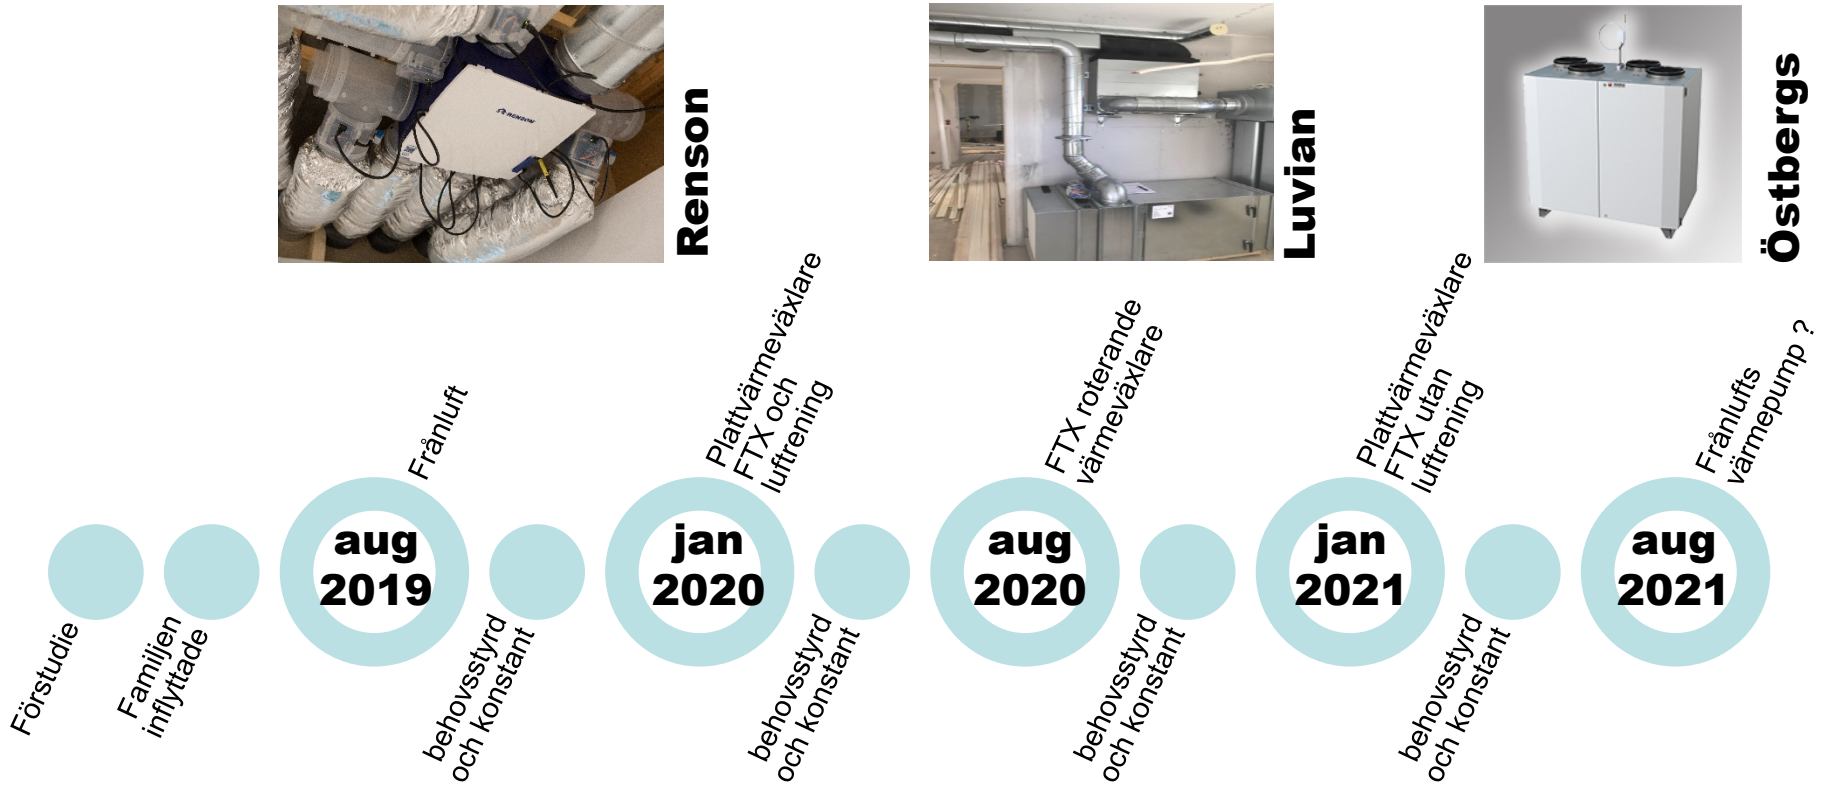 RENSON
Renson
Luvian
Östbergs
Frånluft
Plattvärmeväxlare
FTX och
luftrening
FTX roterande
värmeväxlare
Plattvärmeväxlare
FTX utan
luftrening
Frånlufts
värmepump ?
aug
2019
jan
2020
aug
2020
jan
2021
aug
2021
Förstudie
Familjen
inflyttade
behovsstyrd
och konstant
behovsstyrd
och konstant
behovsstyrd
och konstant
behovsstyrd
och konstant